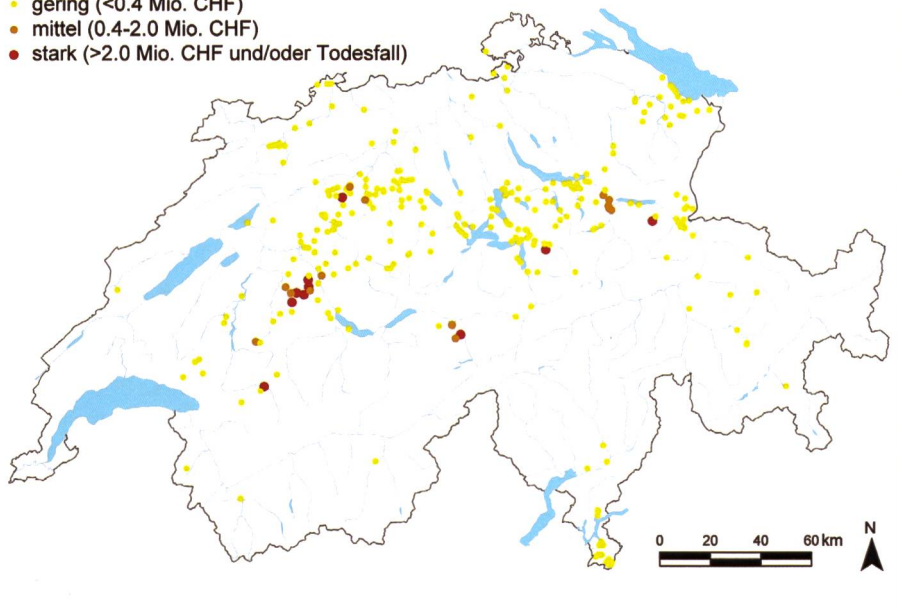 gering (<0.4 Mio. CHF)
mittel (0.4-2.0 Mio. CHF)
stark (>2.0 Mio. CHF und/oder Todesfall)
N
0 20 40 60 km